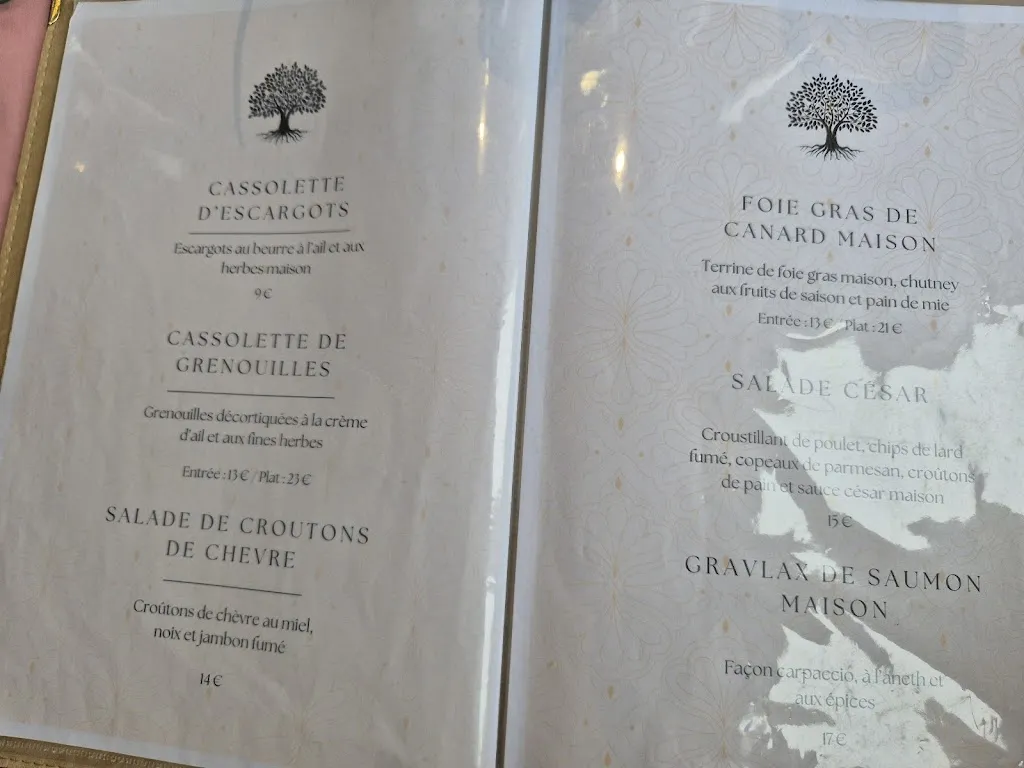 CASSOLETTE
D'ESCARGOTS
Escargots au beurre à l'ail et aux
herbes maison
9€
CASSOLETTE DE
GRENOUILLES
Grenouilles décortiquées à la crème
d'ail et aux fines herbes
Entrée : 13 € / Plat : 23 €
SALADE DE CROUTONS
DE CHEVRE
Croûtons de chèvre au miel,
noix et jambon fumé
14 €
FOIE GRAS DE
CANARD MAISON
Terrine de foie gras maison, chutney
aux fruits de saison et pain de mie
Entrée : 13 € / Plat : 21 €
SALADE CÉSAR
Croustillant de poulet, chips de lard
fumé, copeaux de parmesan, croûtons
de pain et sauce césar maison
15 €
GRAVLAX DE SAUMON
MAISON
Façon carpaccio, à l'aneth et
aux épices
17 €